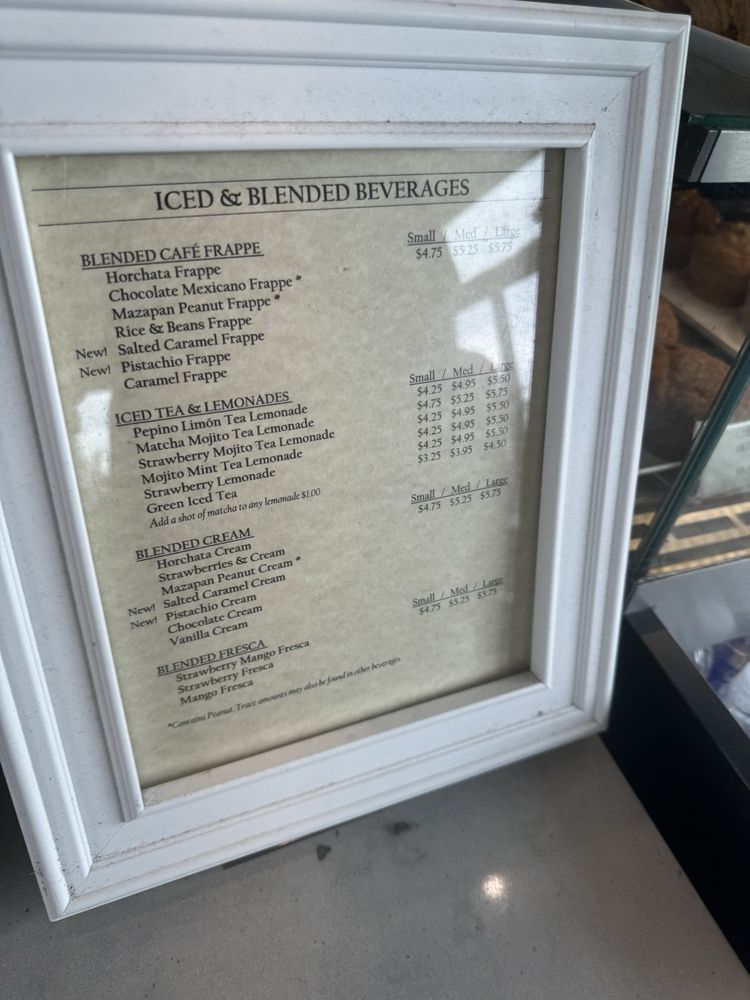 ICED & BLENDED BEVERAGES
BLENDED CAFÉ FRAPPE Small / Med / Large
$4.75 $5.25 $5.75
Horchata Frappe
Chocolate Mexicano Frappe *
Mazapan Peanut Frappe *
Rice & Beans Frappe
New! Salted Caramel Frappe
New! Pistachio Frappe
Caramel Frappe
ICED TEA & LEMONADES Small / Med / Large
Pepino Limón Tea Lemonade $4.25 $4.95 $5.50
Matcha Mojito Tea Lemonade $4.75 $5.25 $5.75
Strawberry Mojito Tea Lemonade $4.25 $4.95 $5.50
Mojito Mint Tea Lemonade $4.25 $4.95 $5.50
Strawberry Lemonade $4.25 $4.95 $5.50
Green Iced Tea $3.25 $3.95 $4.50
Add a shot of matcha to any lemonade $1.00
BLENDED CREAM Small / Med / Large
$4.75 $5.25 $5.75
Horchata Cream
Strawberries & Cream
Mazapan Peanut Cream *
New! Salted Caramel Cream
New! Pistachio Cream
Chocolate Cream
Vanilla Cream
BLENDED FRESCA Small / Med / Large
$4.75 $5.25 $5.75
Strawberry Mango Fresca
Strawberry Fresca
Mango Fresca
*Contains Peanut. Trace amounts may also be found in other beverages.